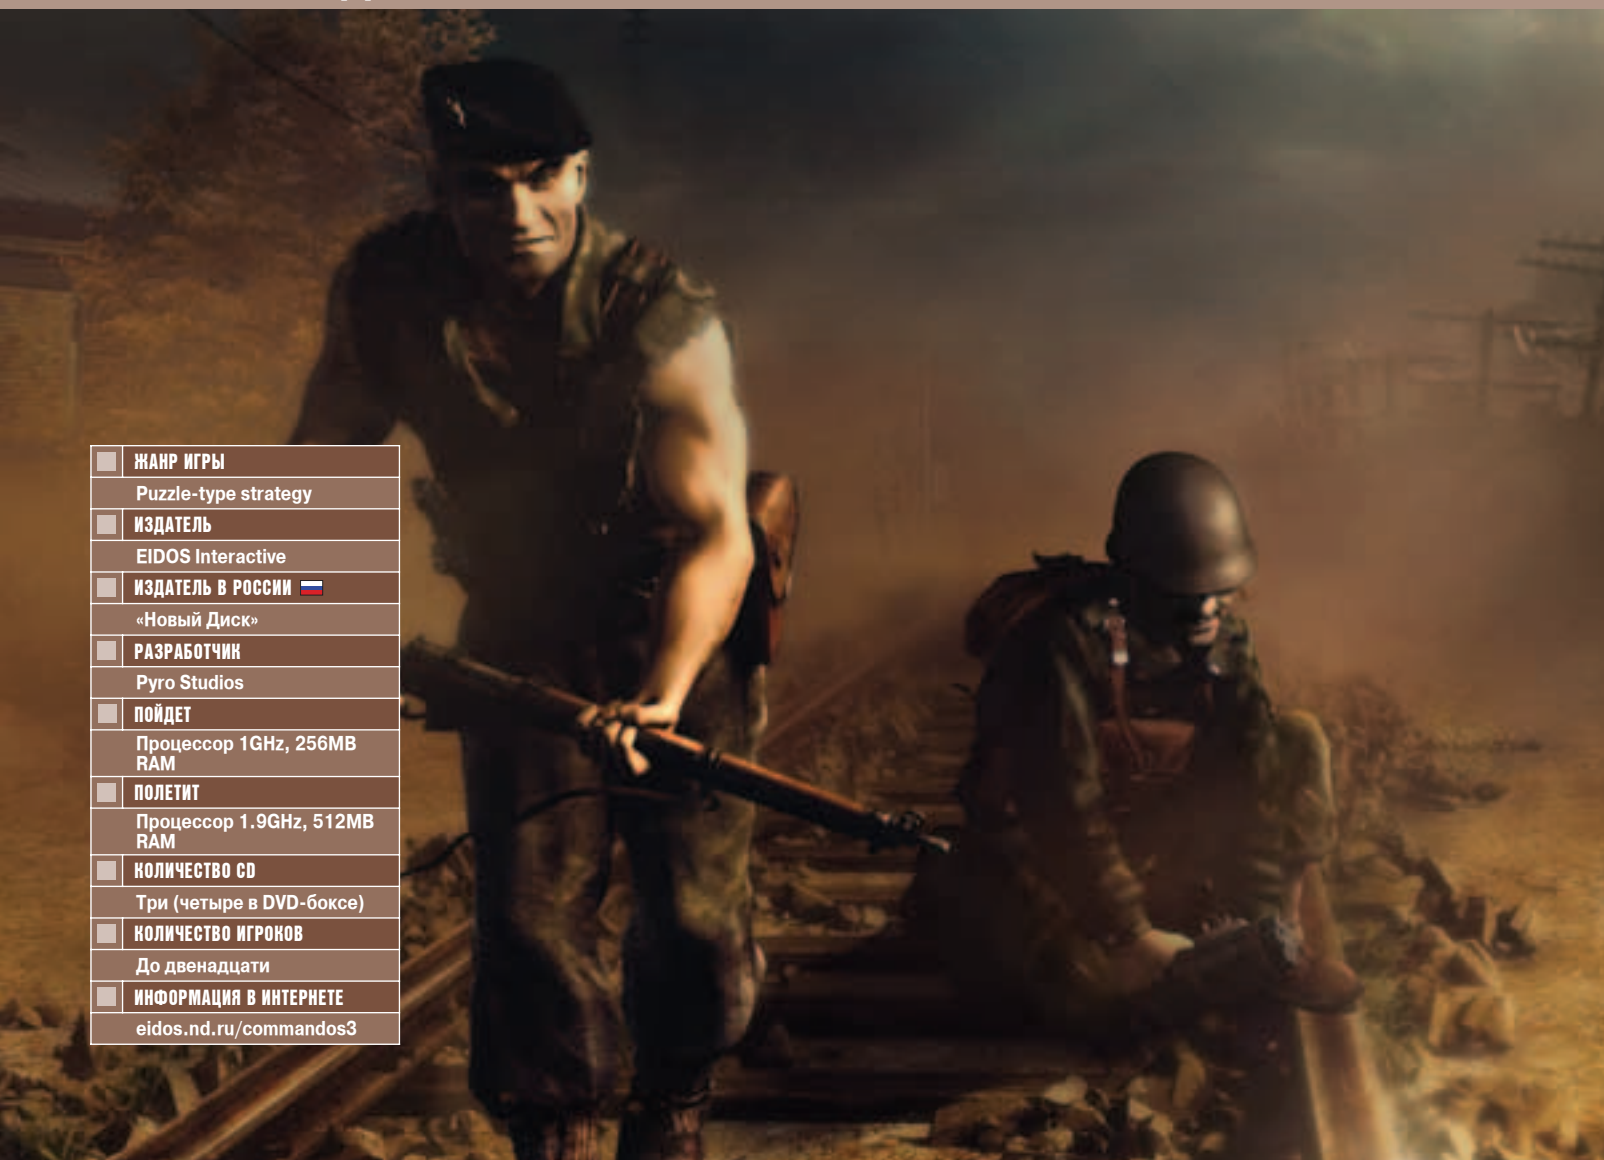 ЖАНР ИГРЫ
Puzzle-type strategy
ИЗДАТЕЛЬ
EIDOS Interactive
ИЗДАТЕЛЬ В РОССИИ
«Новый Диск»
РАЗРАБОТЧИК
Pyro Studios
ПОЙДЕТ
Процессор 1GHz, 256MB
RAM
ПОЛЕТИТ
Процессор 1.9GHz, 512MB
RAM
КОЛИЧЕСТВО CD
Три (четыре в DVD-боксе)
КОЛИЧЕСТВО ИГРОКОВ
До двенадцати
ИНФОРМАЦИЯ В ИНТЕРНЕТЕ
eidos.nd.ru/commandos3